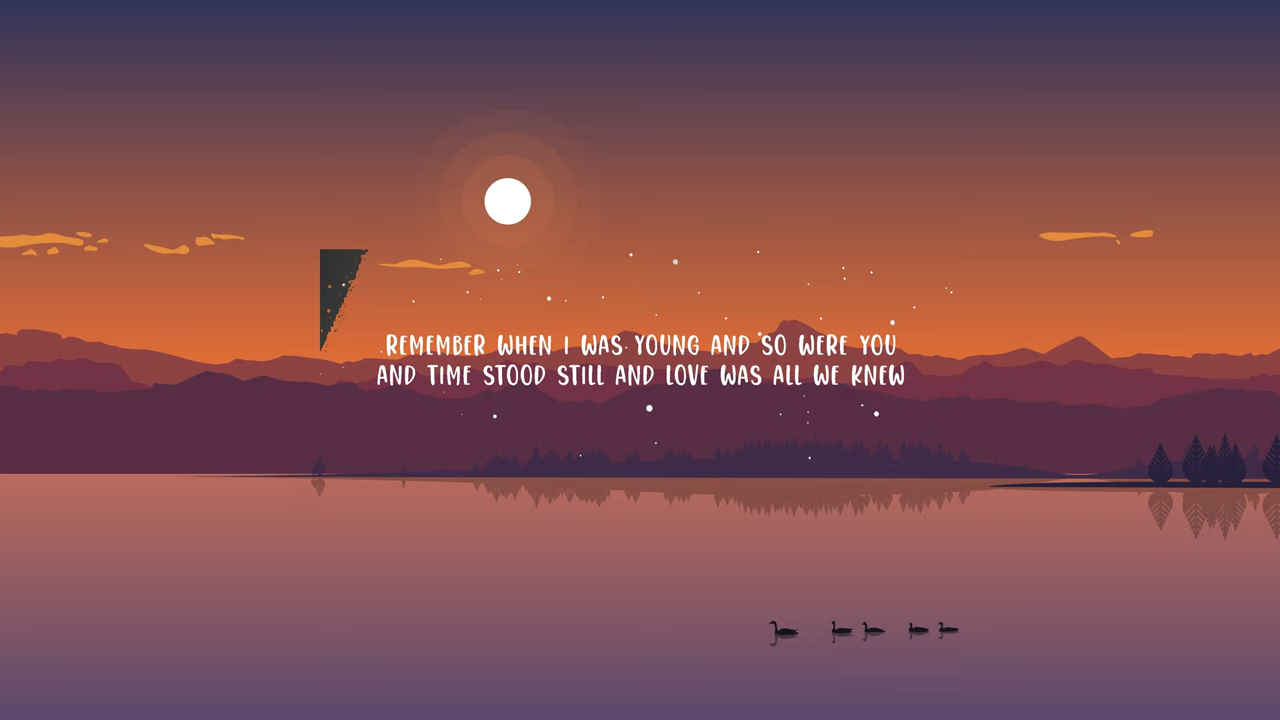 REMEMBER WHEN I WAS YOUNG AND SO WERE YOU
AND TIME STOOD STILL AND LOVE WAS ALL WE KNEW